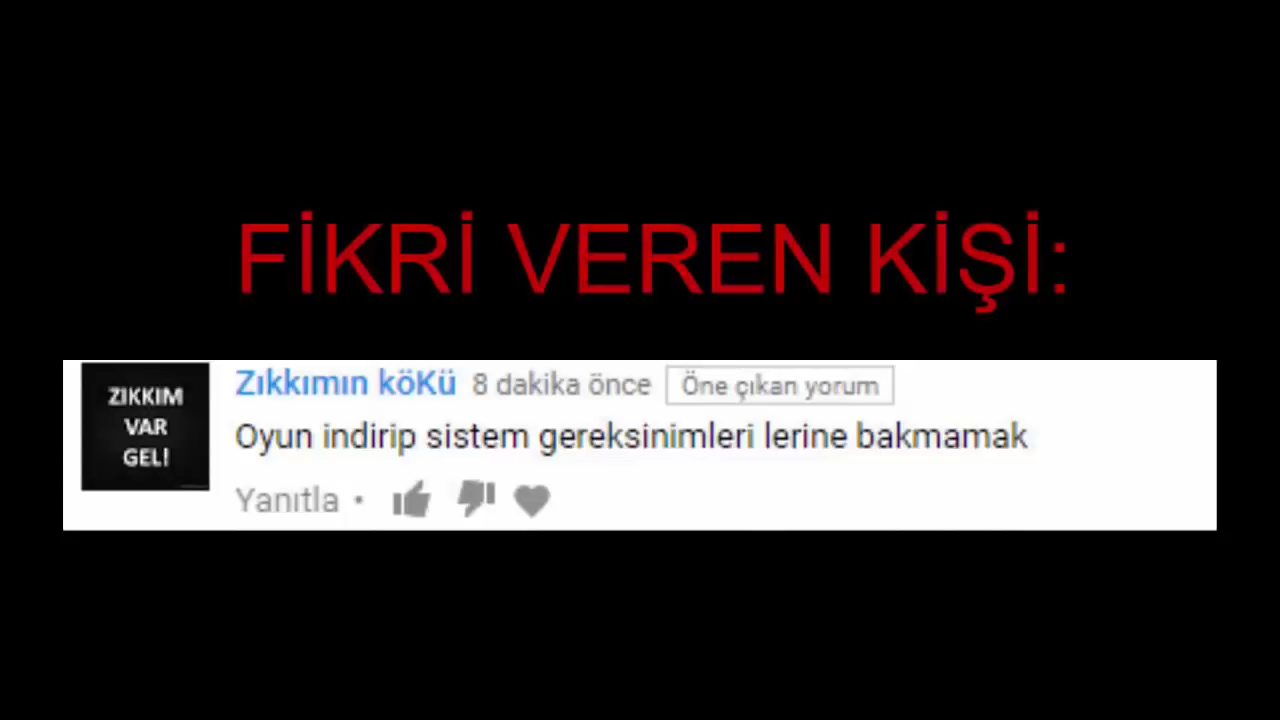 FİKRİ VEREN KİŞİ:
ZIKKIM
VAR
GEL!
Zıkkımın köKü 8 dakika önce Öne çıkan yorum
Oyun indirip sistem gereksinimleri lerine bakmamak
Yanıtla •